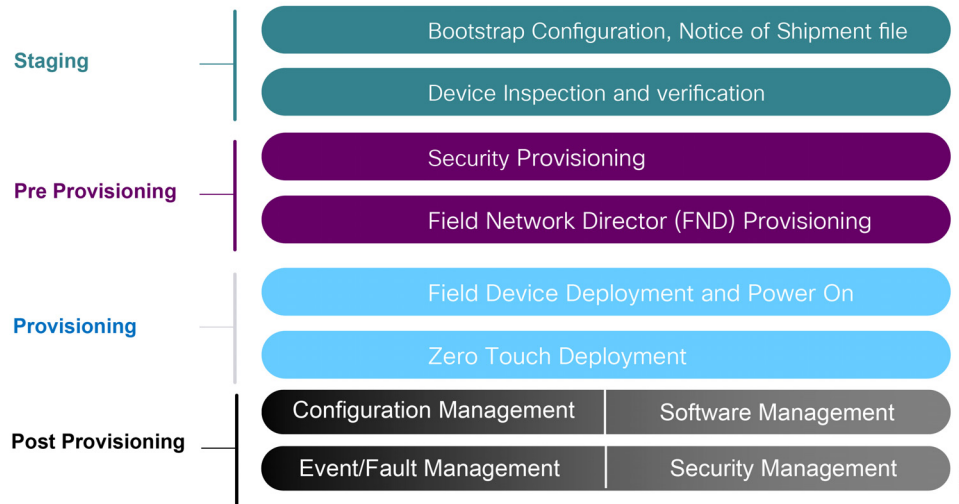 Staging
Bootstrap Configuration, Notice of Shipment file
Device Inspection and verification
Pre Provisioning
Security Provisioning
Field Network Director (FND) Provisioning
Provisioning
Field Device Deployment and Power On
Zero Touch Deployment
Post Provisioning
Configuration Management
Software Management
Event/Fault Management
Security Management